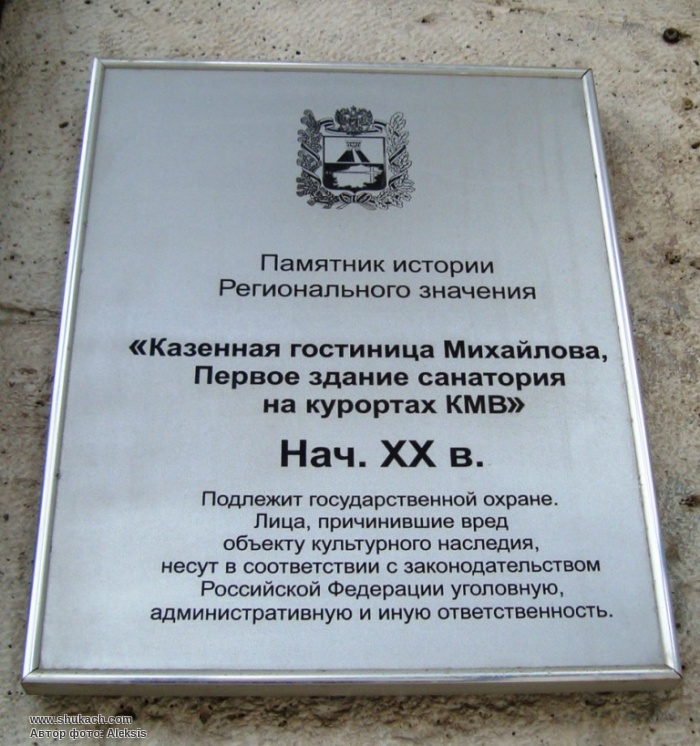 Памятник истории
Регионального значения
«Казенная гостиница Михайлова,
Первое здание санатория
на курортах КМВ»
Нач. XX в.
Подлежит государственной охране.
Лица, причинившие вред
объекту культурного наследия,
несут в соответствии с законодательством
Российской Федерации уголовную,
административную и иную ответственность.
www.shukach.com
Автор фото: Aleksis